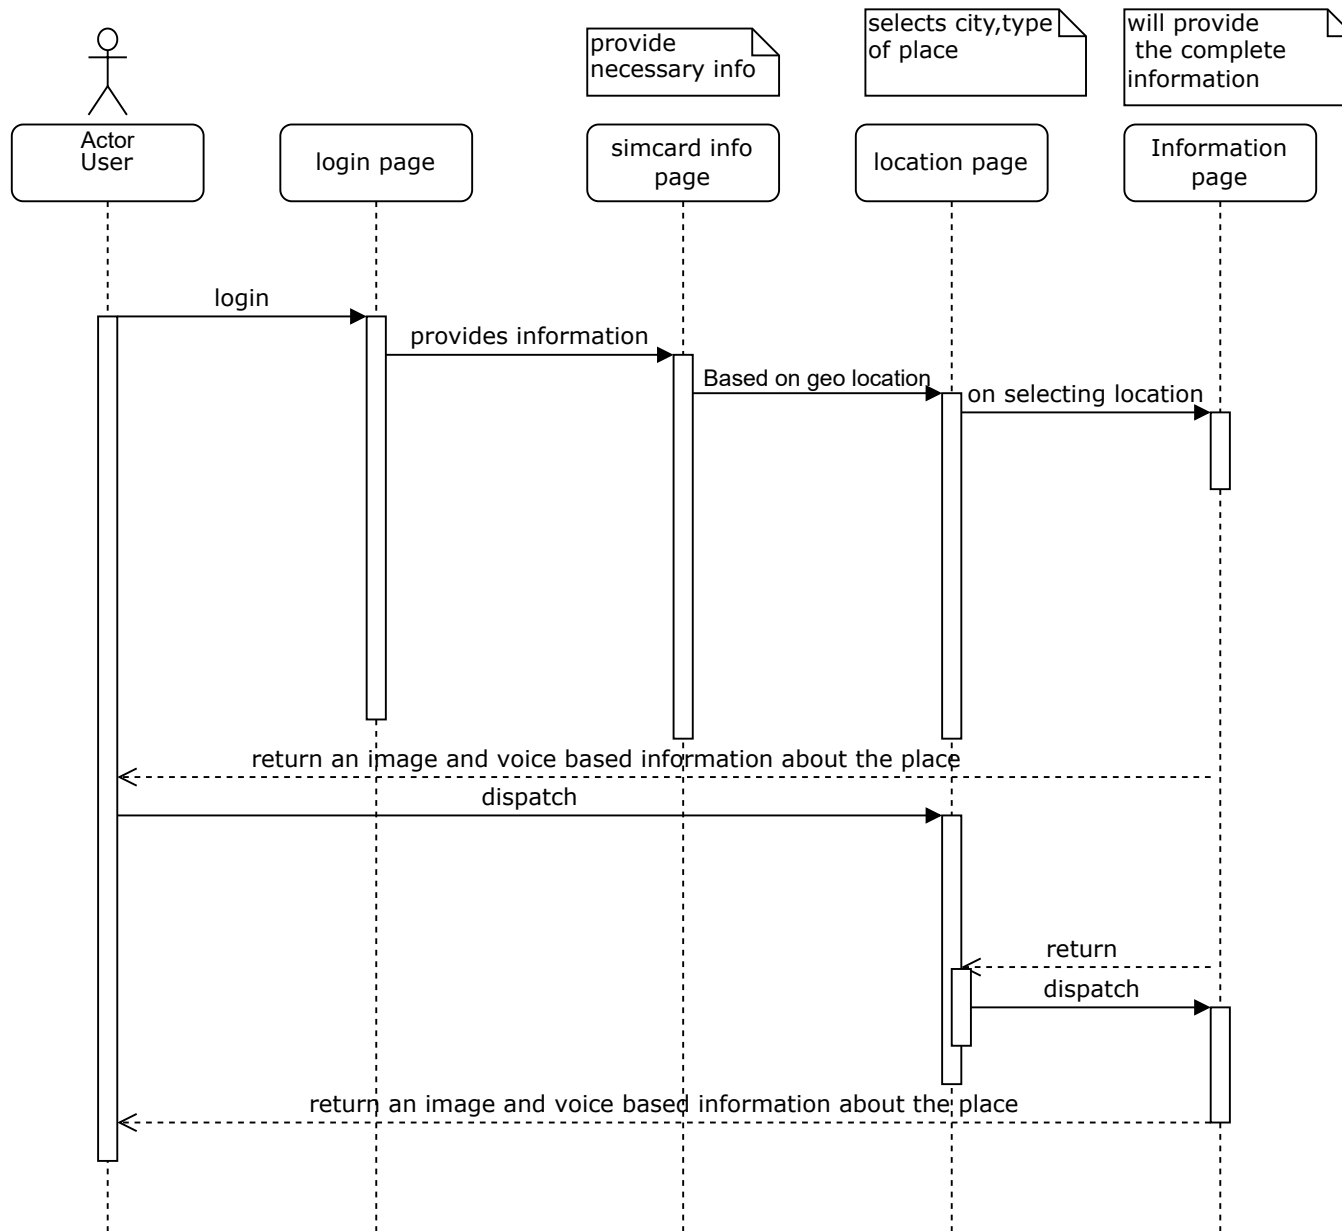 provide
necessary info
selects city,type
of place
will provide
the complete
information
Actor
User
login page
simcard info
page
location page
Information
page
login
provides information
Based on geo location
on selecting location
return an image and voice based information about the place
dispatch
return
dispatch
return an image and voice based information about the place